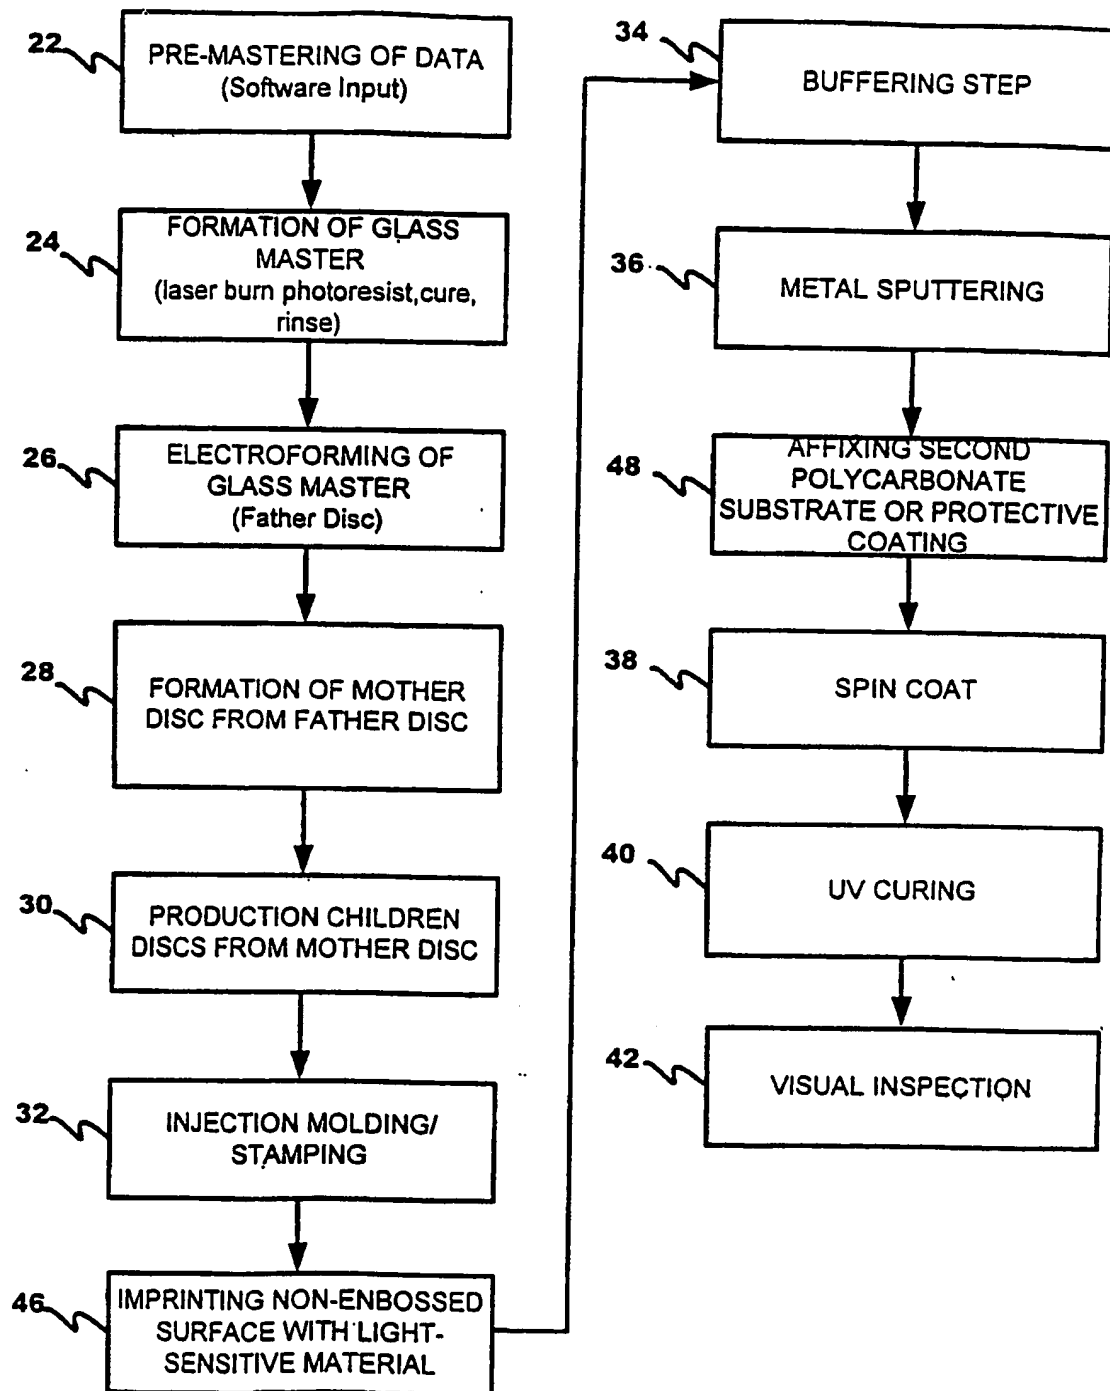 22
PRE-MASTERING OF DATA
(Software Input)
24
FORMATION OF GLASS
MASTER
(laser burn photoresist,cure,
rinse)
26
ELECTROFORMING OF
GLASS MASTER
(Father Disc)
28
FORMATION OF MOTHER
DISC FROM FATHER DISC
30
PRODUCTION CHILDREN
DISCS FROM MOTHER DISC
32
INJECTION MOLDING/
STAMPING
46
IMPRINTING NON-ENBOSSED
SURFACE WITH LIGHT-
SENSITIVE MATERIAL
34
BUFFERING STEP
36
METAL SPUTTERING
48
AFFIXING SECOND
POLYCARBONATE
SUBSTRATE OR PROTECTIVE
COATING
38
SPIN COAT
40
UV CURING
42
VISUAL INSPECTION